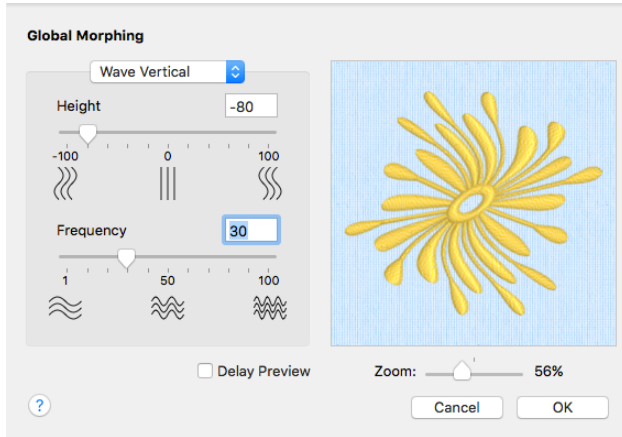 Global Morphing
Wave Vertical
Height
-80
-100 0 100
Frequency
30
1 50 100
Delay Preview
Zoom: 56%
?
Cancel OK